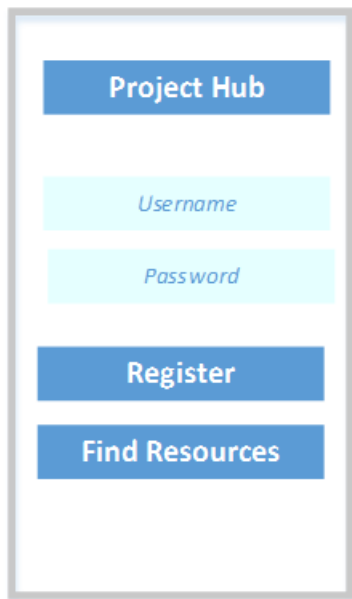 Project Hub
Username
Password
Register
Find Resources